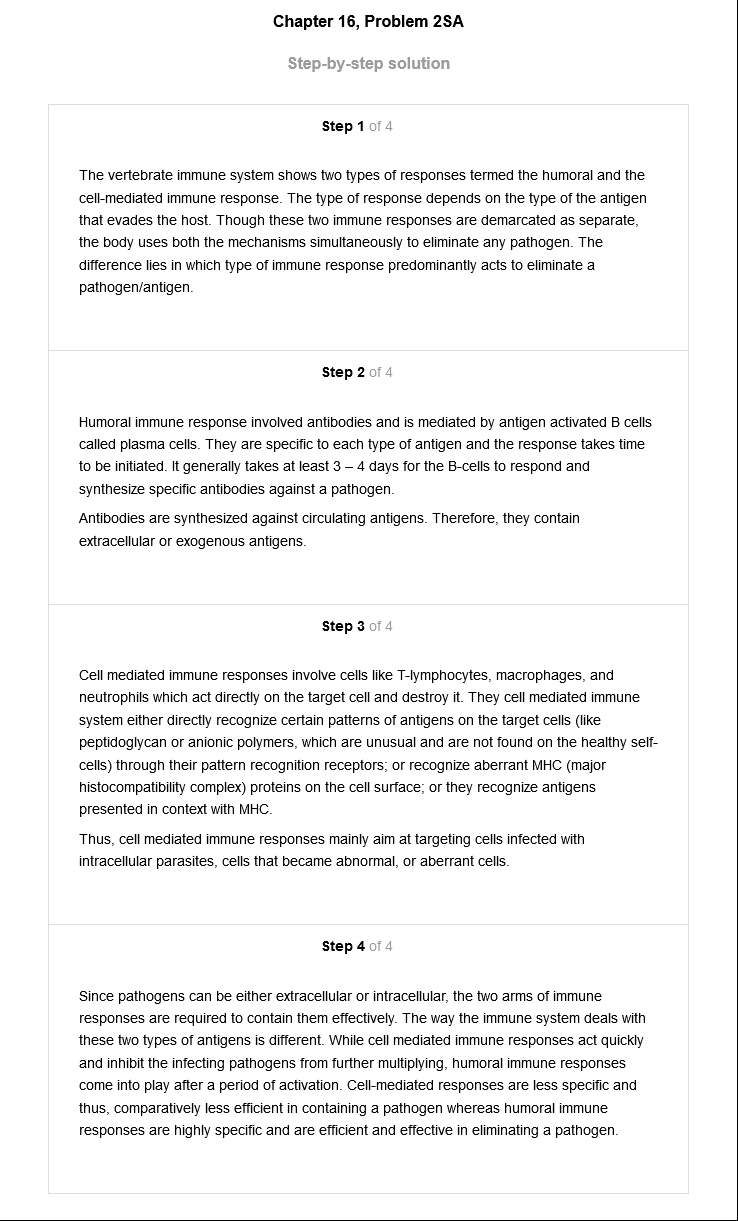 Chapter 16, Problem 2SA
Step-by-step solution
Step 1 of 4
The vertebrate immune system shows two types of responses termed the humoral and the
cell-mediated immune response. The type of response depends on the type of the antigen
that evades the host. Though these two immune responses are demarcated as separate,
the body uses both the mechanisms simultaneously to eliminate any pathogen. The
difference lies in which type of immune response predominantly acts to eliminate a
pathogen/antigen.
Step 2 of 4
Humoral immune response involved antibodies and is mediated by antigen activated B cells
called plasma cells. They are specific to each type of antigen and the response takes time
to be initiated. It generally takes at least 3 – 4 days for the B-cells to respond and
synthesize specific antibodies against a pathogen.
Antibodies are synthesized against circulating antigens. Therefore, they contain
extracellular or exogenous antigens.
Step 3 of 4
Cell mediated immune responses involve cells like T-lymphocytes, macrophages, and
neutrophils which act directly on the target cell and destroy it. They cell mediated immune
system either directly recognize certain patterns of antigens on the target cells (like
peptidoglycan or anionic polymers, which are unusual and are not found on the healthy self-
cells) through their pattern recognition receptors; or recognize aberrant MHC (major
histocompatibility complex) proteins on the cell surface; or they recognize antigens
presented in context with MHC.
Thus, cell mediated immune responses mainly aim at targeting cells infected with
intracellular parasites, cells that became abnormal, or aberrant cells.
Step 4 of 4
Since pathogens can be either extracellular or intracellular, the two arms of immune
responses are required to contain them effectively. The way the immune system deals with
these two types of antigens is different. While cell mediated immune responses act quickly
and inhibit the infecting pathogens from further multiplying, humoral immune responses
come into play after a period of activation. Cell-mediated responses are less specific and
thus, comparatively less efficient in containing a pathogen whereas humoral immune
responses are highly specific and are efficient and effective in eliminating a pathogen.